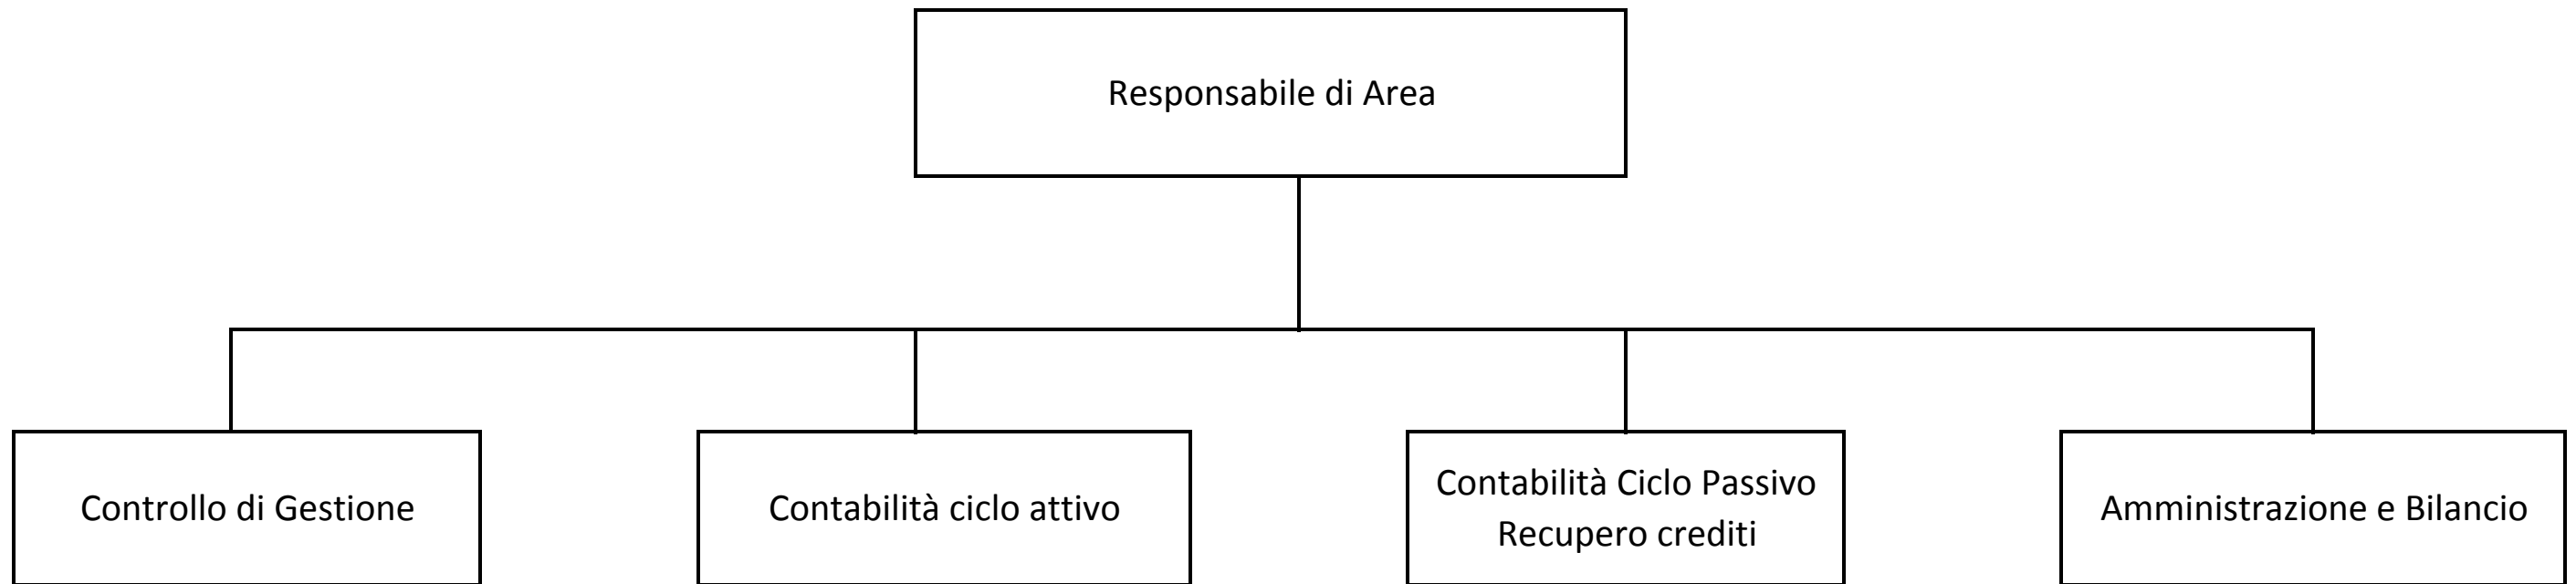 Responsabile di Area
Controllo di Gestione
Contabilità ciclo attivo
Contabilità Ciclo Passivo
Recupero crediti
Amministrazione e Bilancio